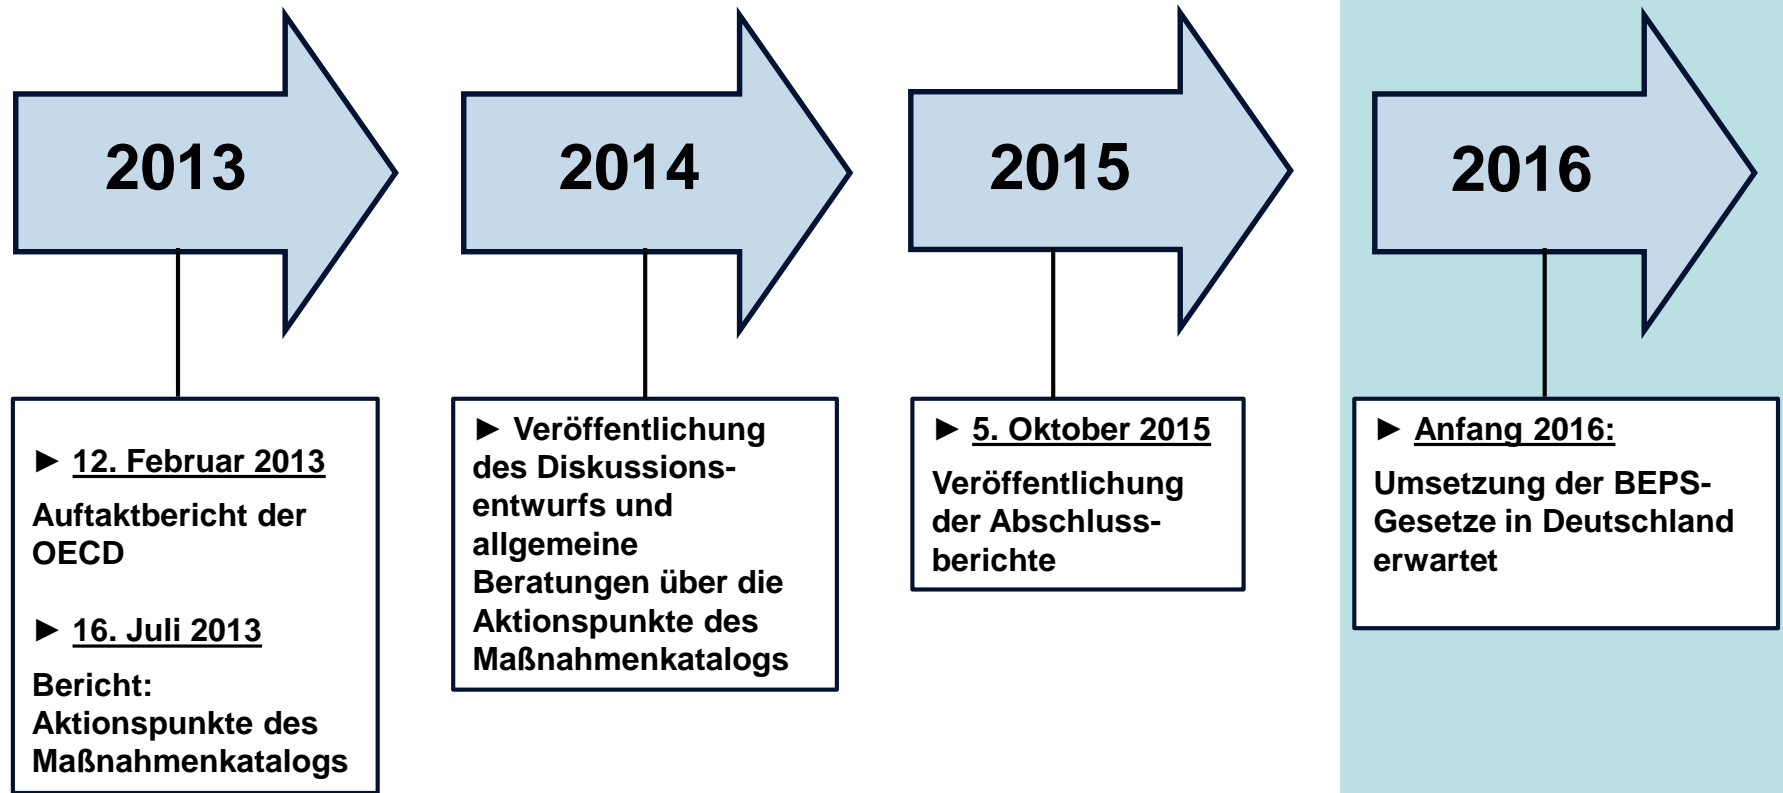 2013
2014
2015
2016
► 12. Februar 2013
Auftaktbericht der
OECD
► 16. Juli 2013
Bericht:
Aktionspunkte des
Maßnahmenkatalogs
► Veröffentlichung
des Diskussions-
entwurfs und
allgemeine
Beratungen über die
Aktionspunkte des
Maßnahmenkatalogs
► 5. Oktober 2015
Veröffentlichung
der Abschluss-
berichte
► Anfang 2016:
Umsetzung der BEPS-
Gesetze in Deutschland
erwartet